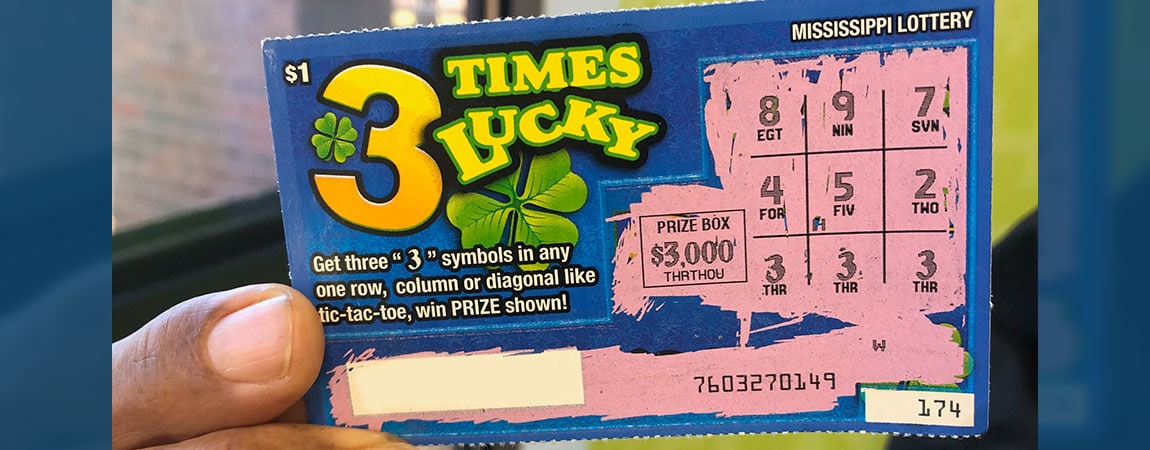 MISSISSIPPI LOTTERY
$1
3 TIMES
LUCKY
Get three “ 3 ” symbols in any
one row, column or diagonal like
tic-tac-toe, win PRIZE shown!
8 9 7
EGT NIN SVN
4 5 2
FOR FIV TWO
3 3 3
THR THR THR
PRIZE BOX
$3,000
THRTHOU
W
7603270149
174